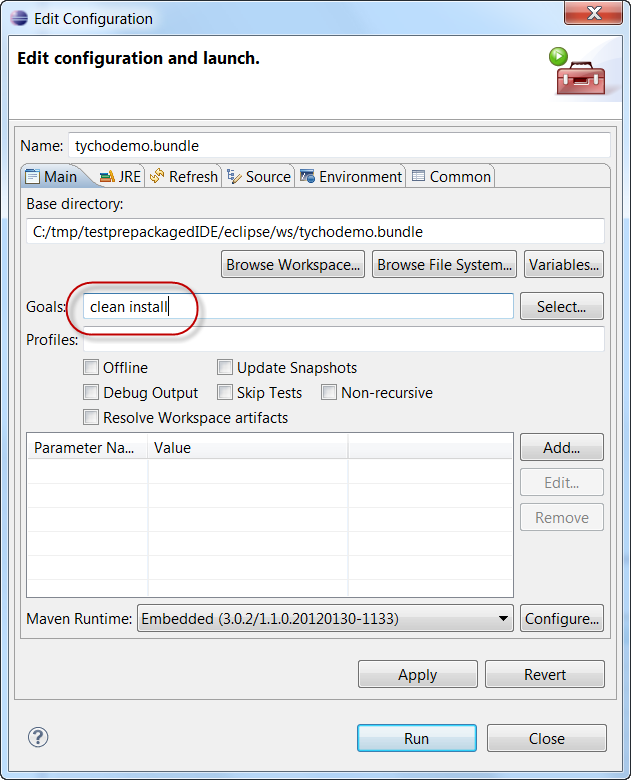 Edit Configuration
Edit configuration and launch.
Name: tychodemo.bundle
Main JRE Refresh Source Environment Common
Base directory:
C:/tmp/testprepackagedIDE/eclipse/ws/tychodemo.bundle
Browse Workspace... Browse File System... Variables...
Goals: clean install Select...
Profiles:
Offline Update Snapshots
Debug Output Skip Tests Non-recursive
Resolve Workspace artifacts
Parameter Na... Value Add...
Edit...
Remove
Maven Runtime: Embedded (3.0.2/1.1.0.20120130-1133) Configure...
Apply Revert
? Run Close